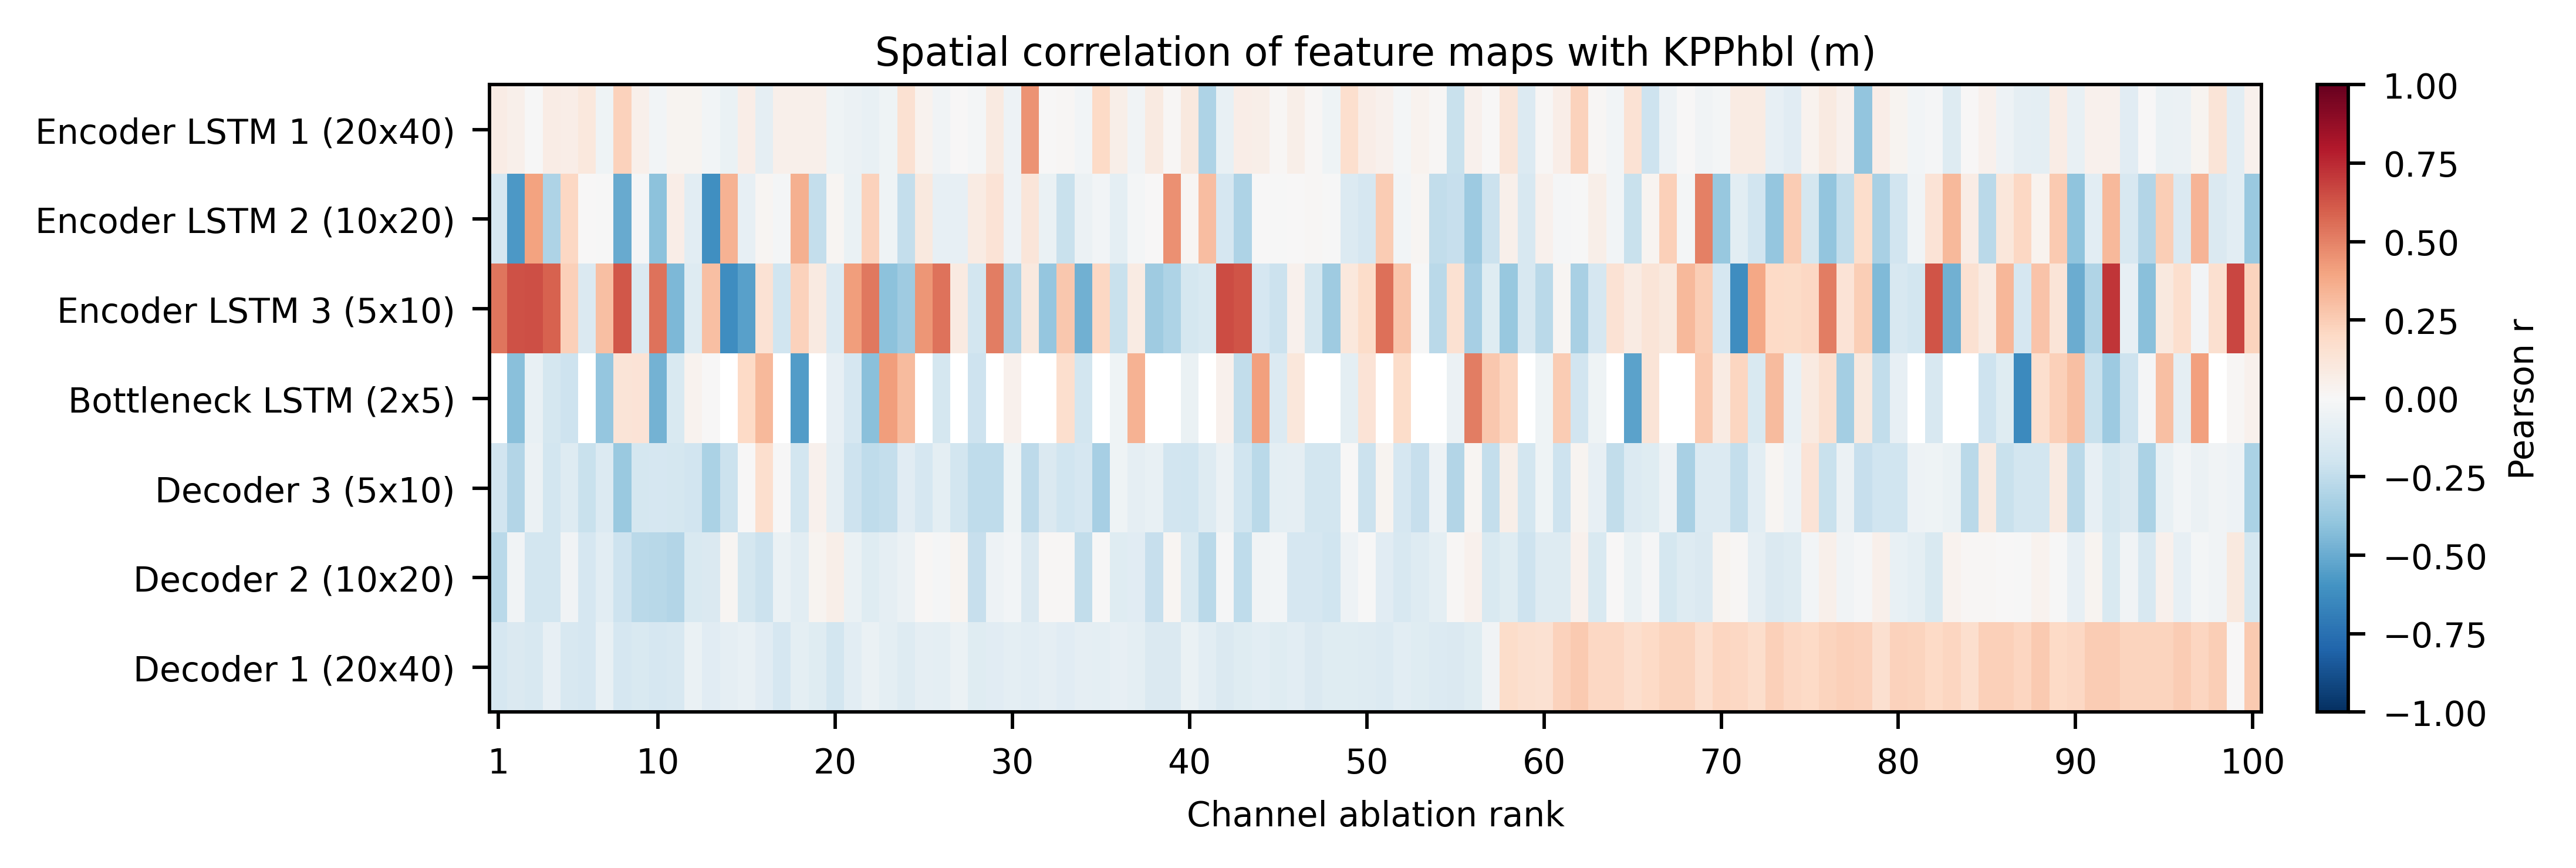 Spatial correlation of feature maps with KPPhbl (m)
Encoder LSTM 1 (20x40)
Encoder LSTM 2 (10x20)
Encoder LSTM 3 (5x10)
Bottleneck LSTM (2x5)
Decoder 3 (5x10)
Decoder 2 (10x20)
Decoder 1 (20x40)
1 10 20 30 40 50 60 70 80 90 100
Channel ablation rank
1.00
0.75
0.50
0.25
0.00
−0.25
−0.50
−0.75
−1.00
Pearson r